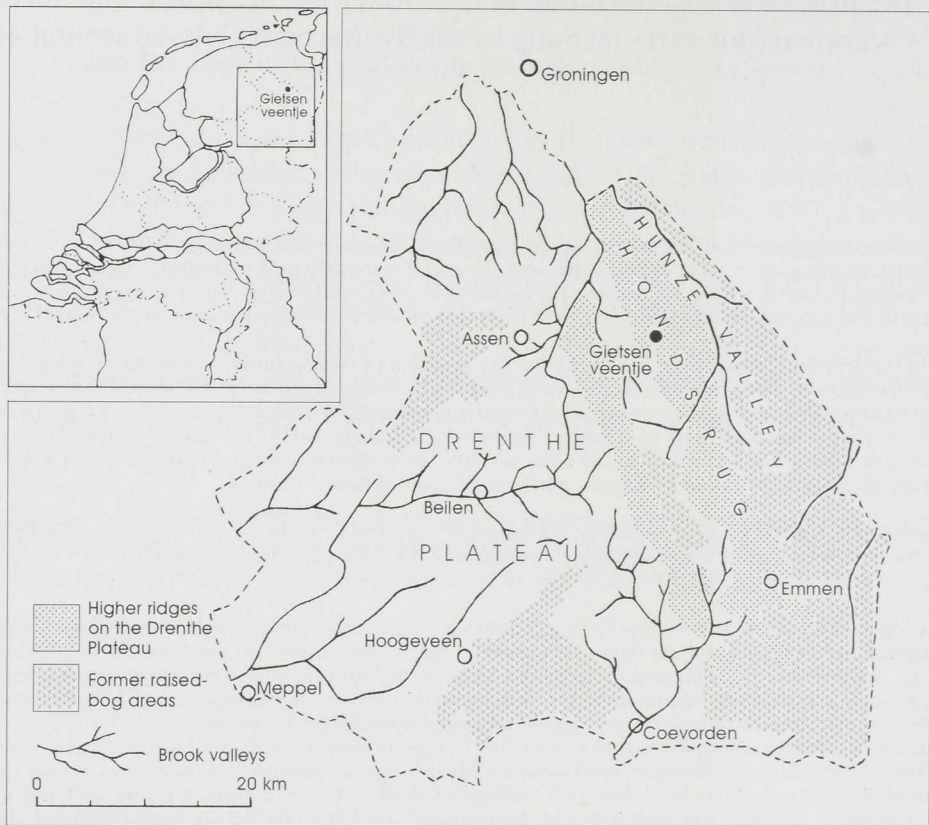 Gietsen
veentje
Groningen
HUNZE VALLEY
HONDSRUG
Assen
Gietsen
veentje
DRENTHE
Beilen
PLATEAU
Emmen
Higher ridges
on the Drenthe
Plateau
Hoogeveen
Former raised-
bog areas
Meppel
Coevorden
Brook valleys
0 20 km